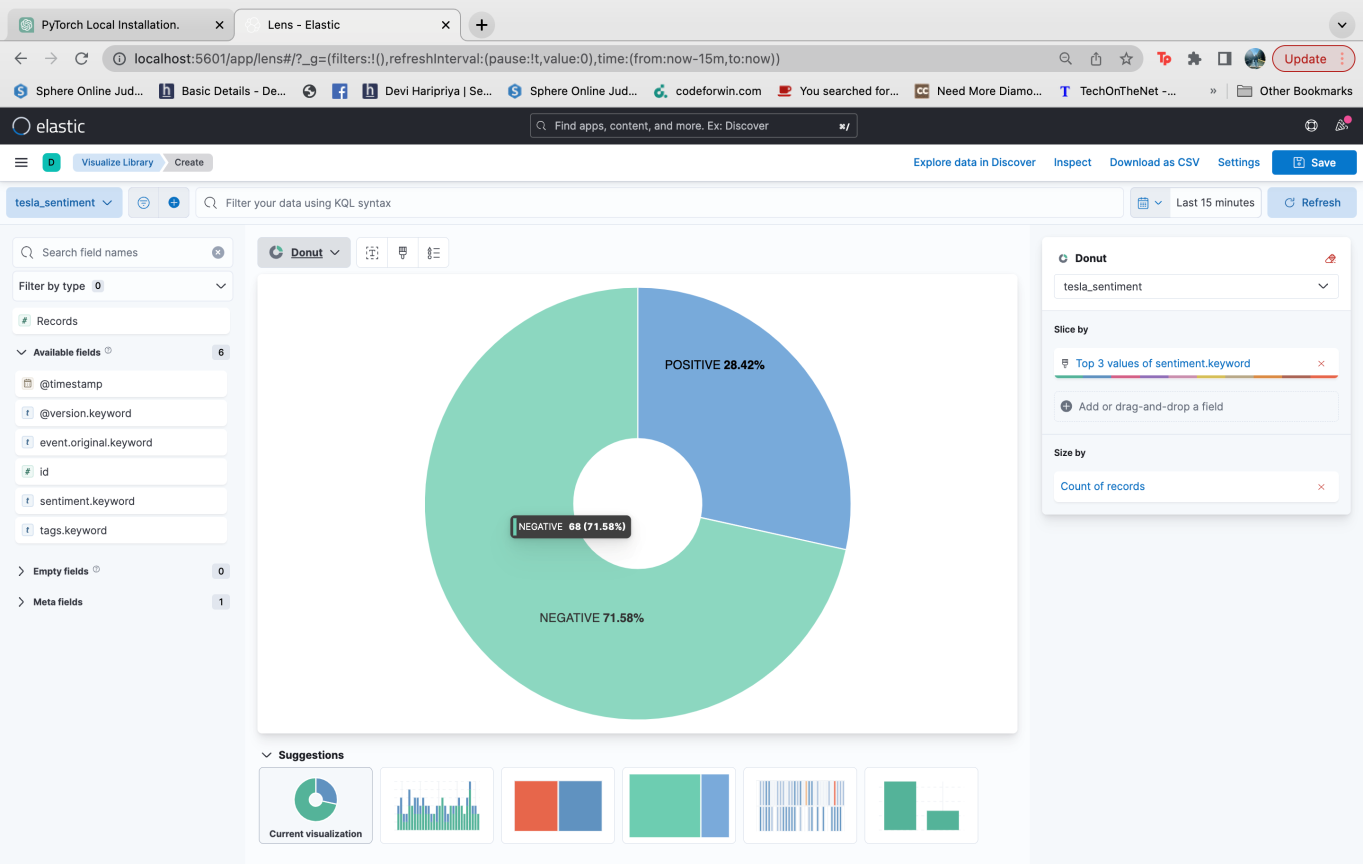 PyTorch Local Installation.
Lens - Elastic
localhost:5601/app/lens#/?_g=(filters:!(),refreshInterval:(pause:!t,value:0),time:(from:now-15m,to:now))
Tp
Update
Sphere Online Jud...
Basic Details - De...
Devi Haripriya | Se...
Sphere Online Jud...
codeforwin.com
You searched for...
Need More Diamo...
TechOnTheNet -...
»
Other Bookmarks
elastic
Find apps, content, and more. Ex: Discover
⌘/
D
Visualize Library
Create
Explore data in Discover
Inspect
Download as CSV
Settings
Save
tesla_sentiment
Filter your data using KQL syntax
Last 15 minutes
Refresh
Search field names
Filter by type 0
# Records
Available fields 6
@timestamp
t @version.keyword
t event.original.keyword
# id
t sentiment.keyword
t tags.keyword
Empty fields 0
Meta fields 1
Donut
POSITIVE 28.42%
NEGATIVE 68 (71.58%)
NEGATIVE 71.58%
Suggestions
Current visualization
Donut
tesla_sentiment
Slice by
Top 3 values of sentiment.keyword
Add or drag-and-drop a field
Size by
Count of records